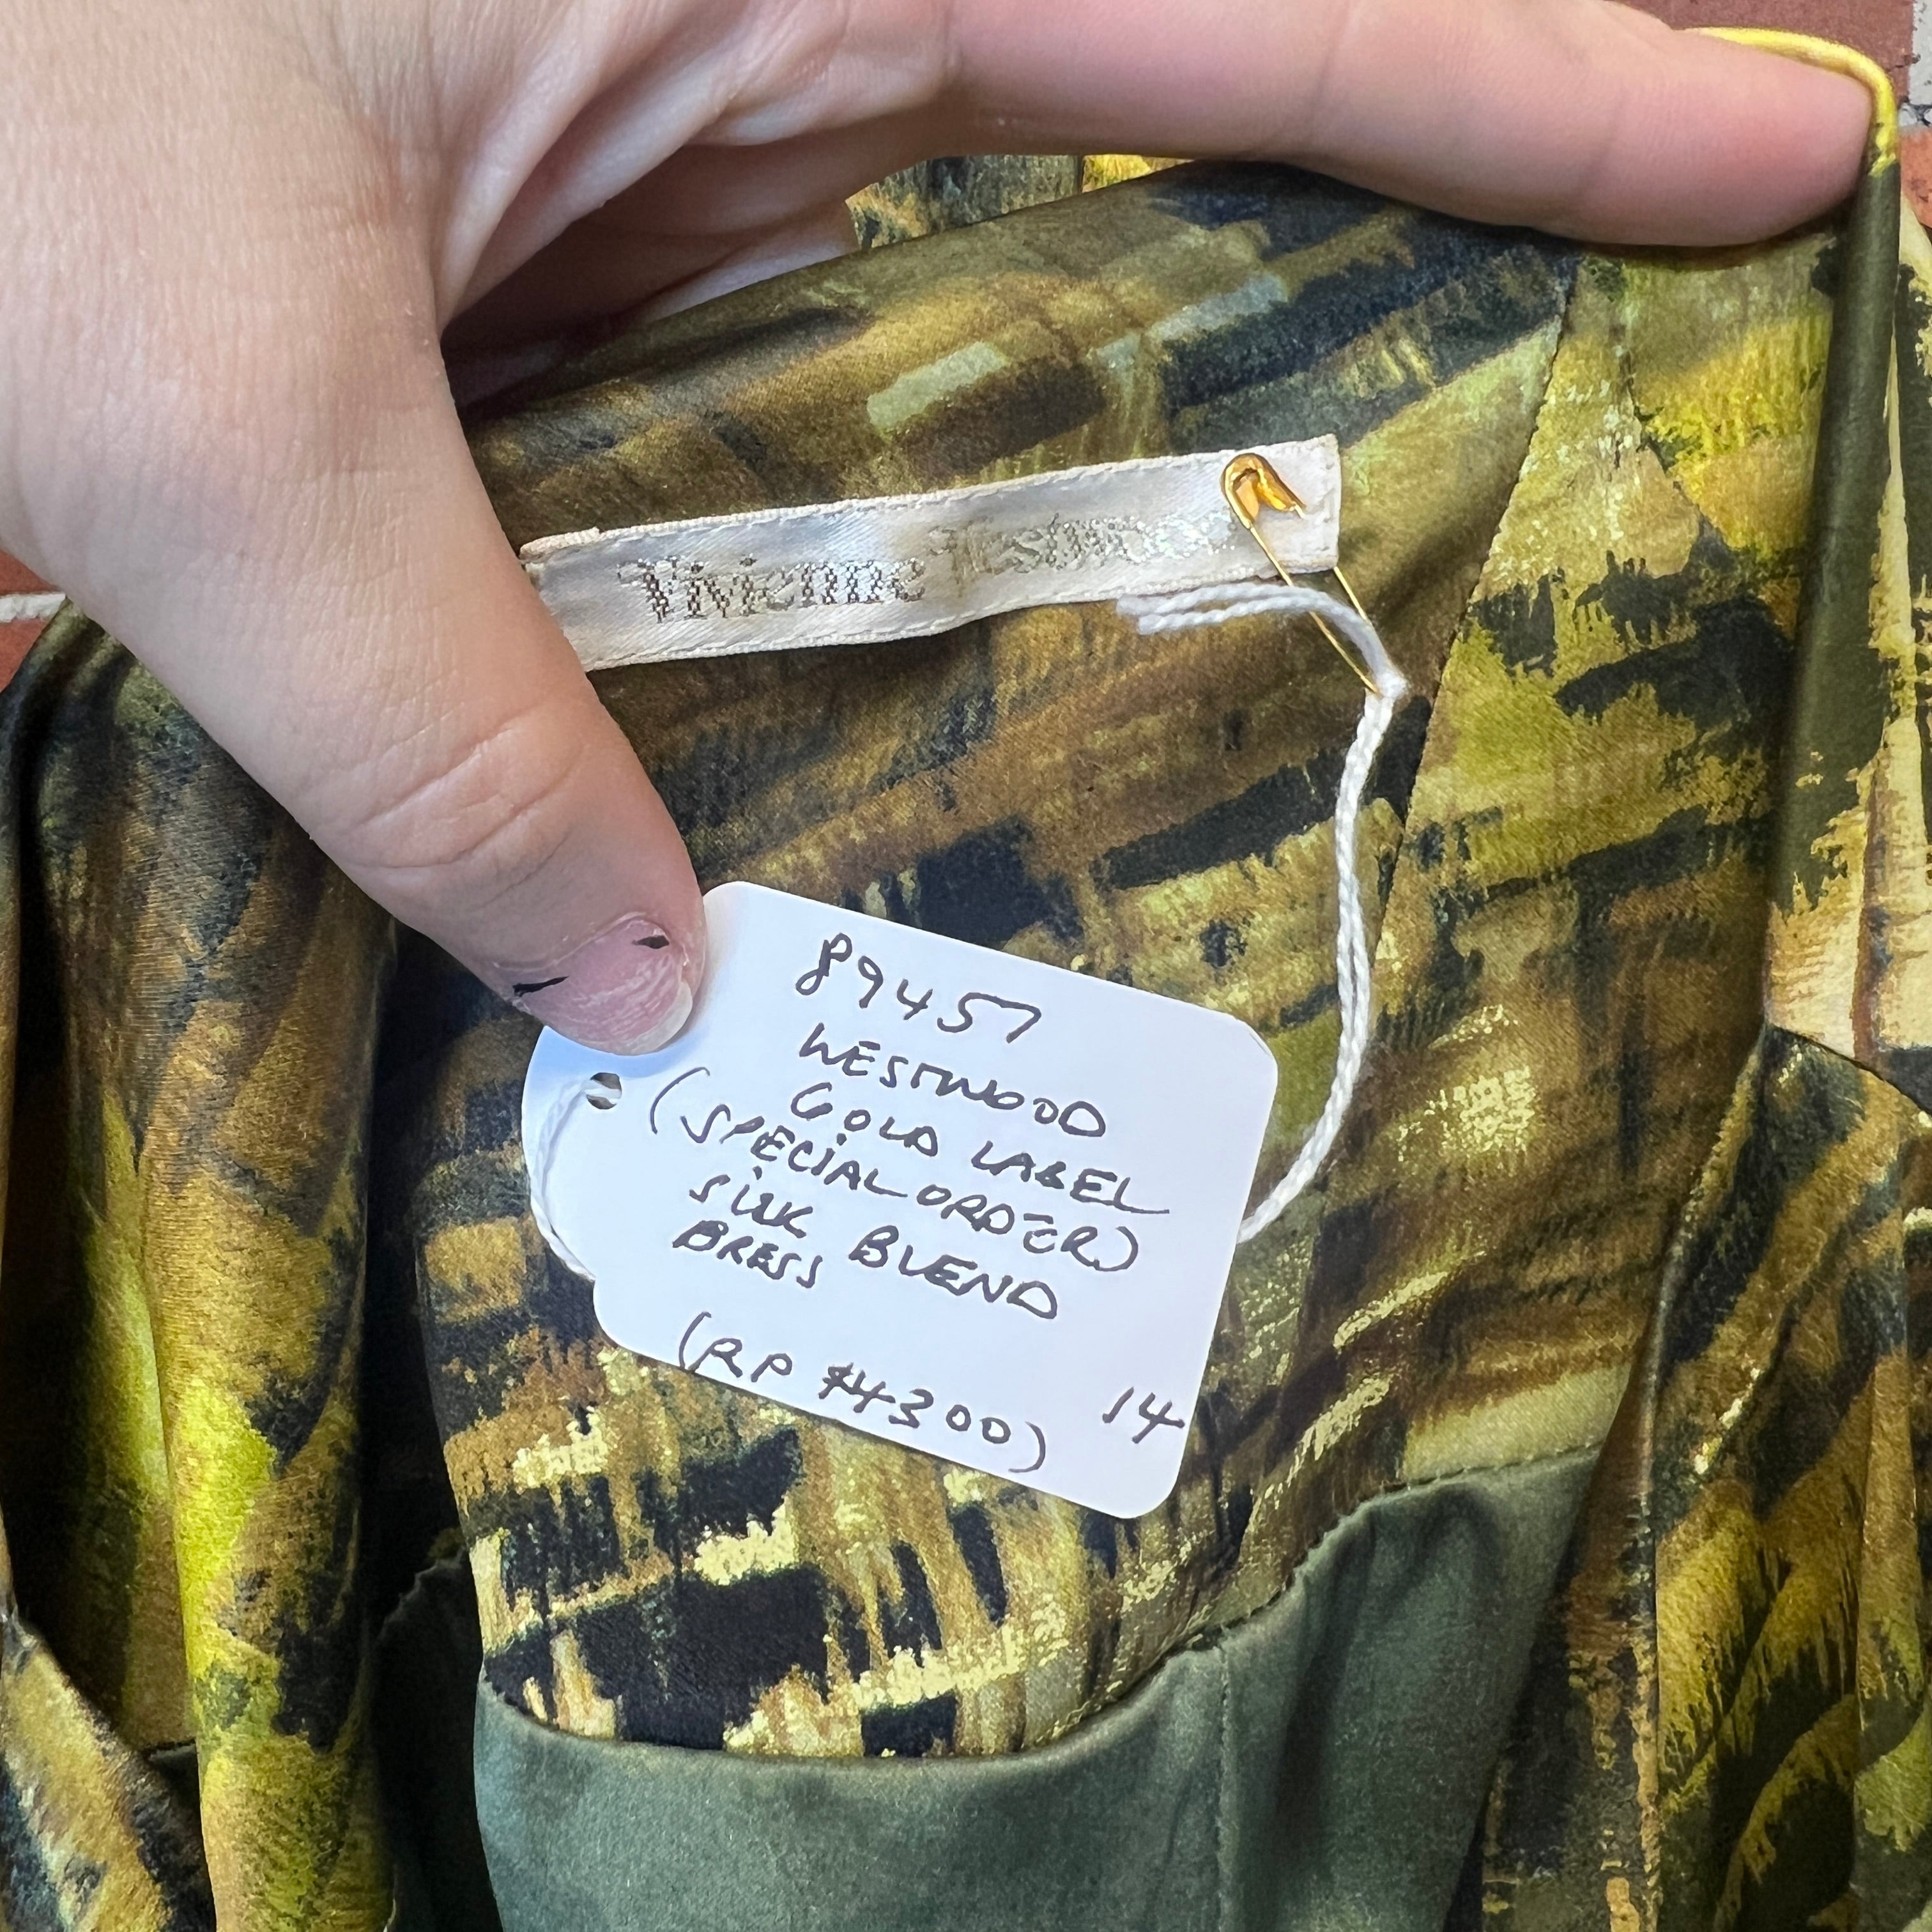 Vivienne Westwood
89457
WESTWOOD
GOLD LABEL
(SPECIAL ORDER)
SILK BLEND
DRESS
(RP $4300) 14